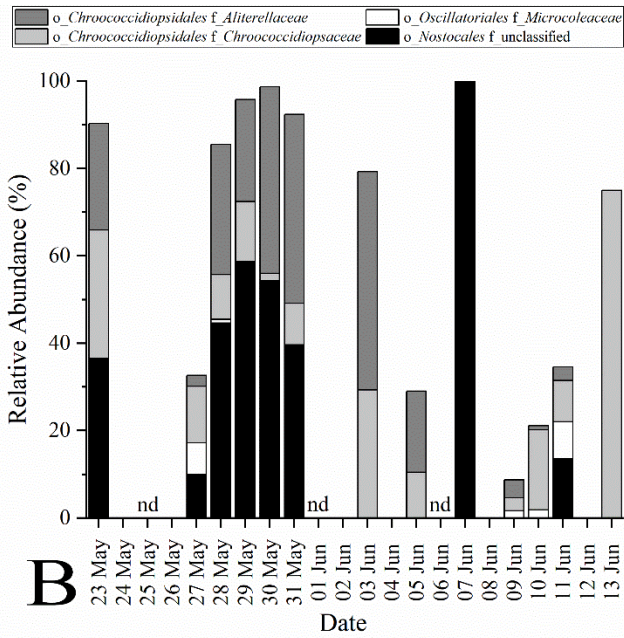 o_Chroococcidiopsidales f_Aliterellaceae
o_Oscillatoriales f_Microcoleaceae
o_Chroococcidiopsidales f_Chroococcidiopsaceae
o_Nostocales f_unclassified
100
80
60
40
20
0
Relative Abundance (%)
nd
nd
nd
23 May
24 May
25 May
26 May
27 May
28 May
29 May
30 May
31 May
01 Jun
02 Jun
03 Jun
04 Jun
05 Jun
06 Jun
07 Jun
08 Jun
09 Jun
10 Jun
11 Jun
12 Jun
13 Jun
B
Date